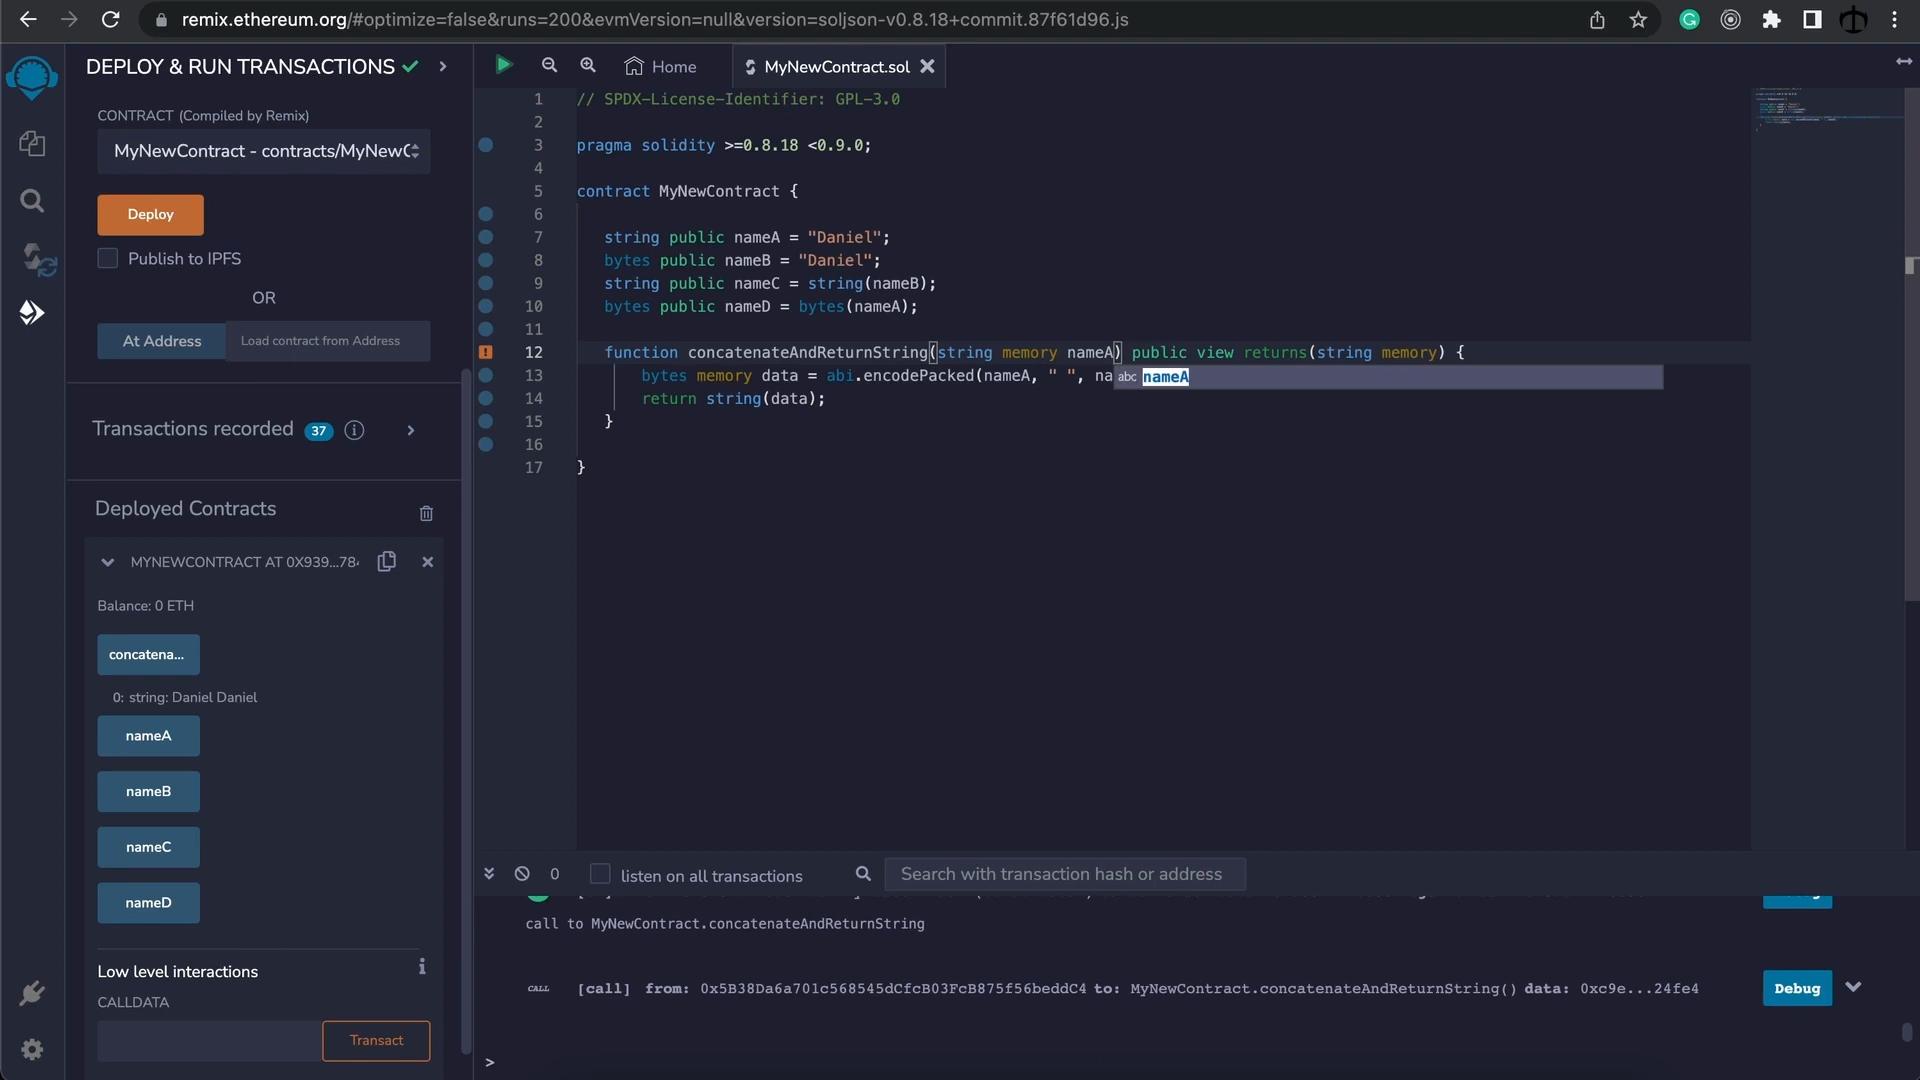 remix.ethereum.org/#optimize=false&runs=200&evmVersion=null&version=soljson-v0.8.18+commit.87f61d96.js
DEPLOY & RUN TRANSACTIONS
Home
MyNewContract.sol
CONTRACT (Compiled by Remix)
MyNewContract - contracts/MyNewC
Deploy
Publish to IPFS
OR
At Address
Load contract from Address
Transactions recorded 37
Deployed Contracts
MYNEWCONTRACT AT 0X939...78
Balance: 0 ETH
concatena...
0: string: Daniel Daniel
nameA
nameB
nameC
nameD
Low level interactions
CALLDATA
Transact
1 // SPDX-License-Identifier: GPL-3.0
2
3 pragma solidity >=0.8.18 <0.9.0;
4
5 contract MyNewContract {
6
7 string public nameA = "Daniel";
8 bytes public nameB = "Daniel";
9 string public nameC = string(nameB);
10 bytes public nameD = bytes(nameA);
11
12 function concatenateAndReturnString(string memory nameA) public view returns(string memory) {
13 bytes memory data = abi.encodePacked(nameA, " ", na
abc nameA
14 return string(data);
15 }
16
17 }
0
listen on all transactions
Search with transaction hash or address
call to MyNewContract.concatenateAndReturnString
CALL [call] from: 0x5B38Da6a701c568545dCfcB03FcB875f56beddC4 to: MyNewContract.concatenateAndReturnString() data: 0xc9e...24fe4
Debug
>